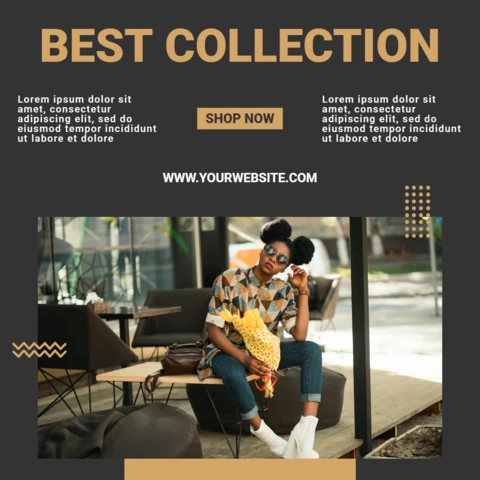 BEST COLLECTION
Lorem ipsum dolor sit
amet, consectetur
adipiscing elit, sed do
eiusmod tempor incididunt
ut labore et dolore
SHOP NOW
Lorem ipsum dolor sit
amet, consectetur
adipiscing elit, sed do
eiusmod tempor incididunt
ut labore et dolore
WWW.YOURWEBSITE.COM